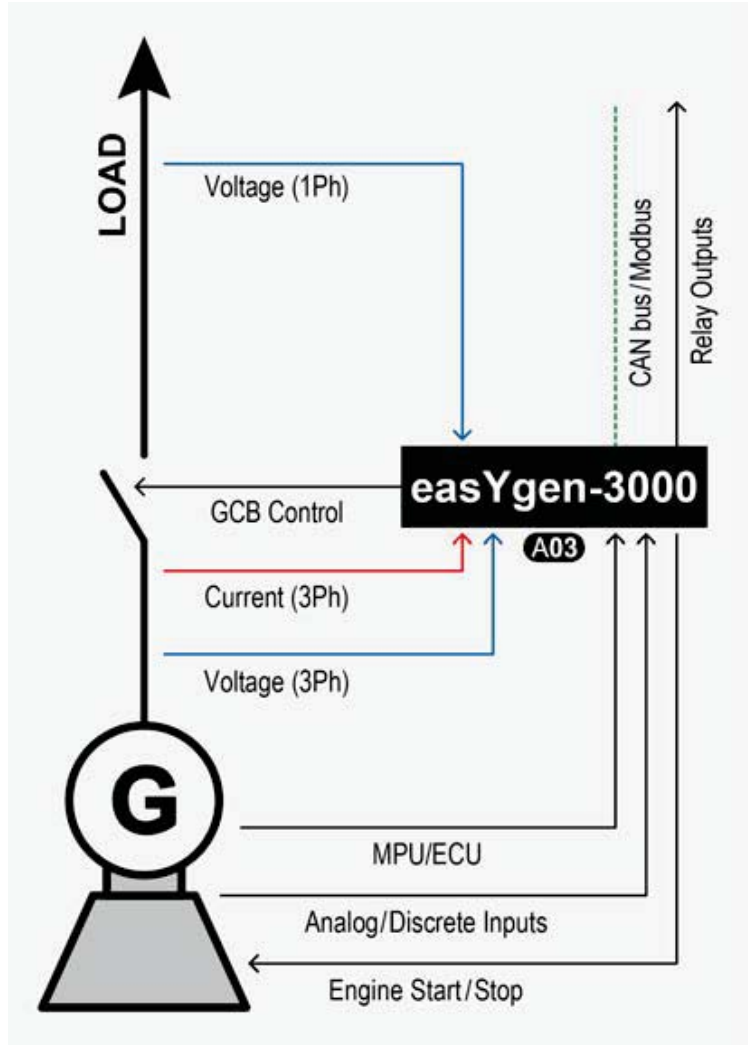 LOAD
Voltage (1Ph)
CAN bus/Modbus
Relay Outputs
easYgen-3000
GCB Control
A03
Current (3Ph)
Voltage (3Ph)
G
MPU/ECU
Analog/Discrete Inputs
Engine Start/Stop